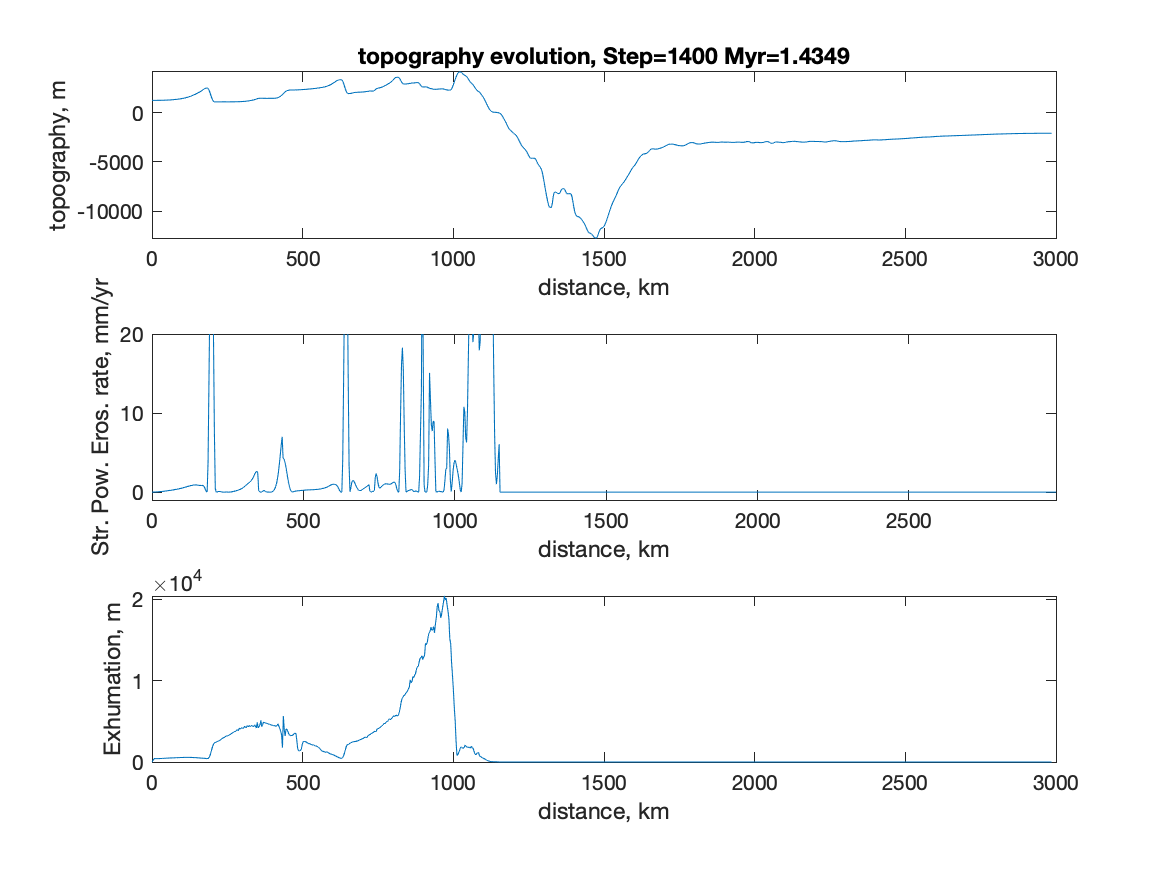 topography evolution, Step=1400 Myr=1.4349
topography, m
0
-5000
-10000
0 500 1000 1500 2000 2500 3000
distance, km
Str. Pow. Eros. rate, mm/yr
20
10
0
0 500 1000 1500 2000 2500
distance, km
×10^4
Exhumation, m
2
1
0
0 500 1000 1500 2000 2500 3000
distance, km